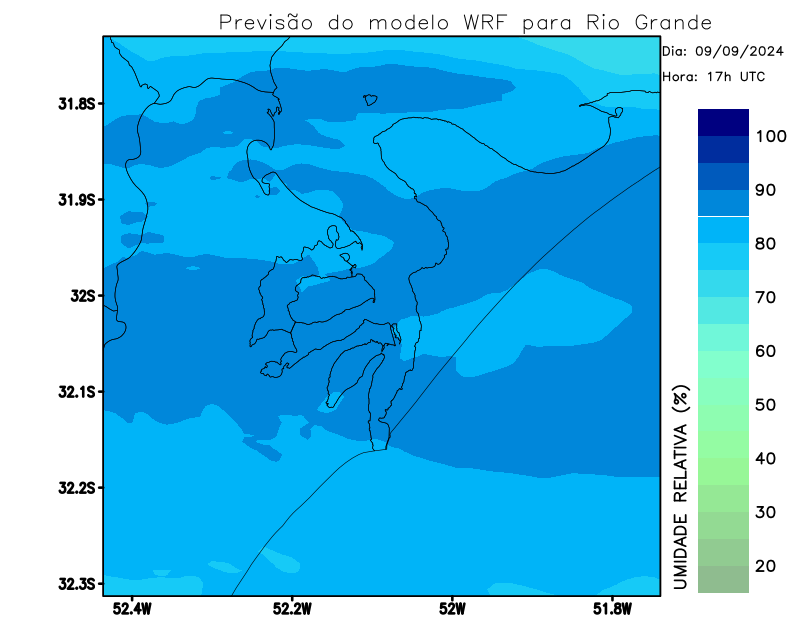 Previsão do modelo WRF para Rio Grande
Dia: 09/09/2024
Hora: 17h UTC
31.8S
31.9S
32S
32.1S
32.2S
32.3S
52.4W
52.2W
52W
51.8W
100
90
80
70
60
50
40
30
20
UMIDADE RELATIVA (%)